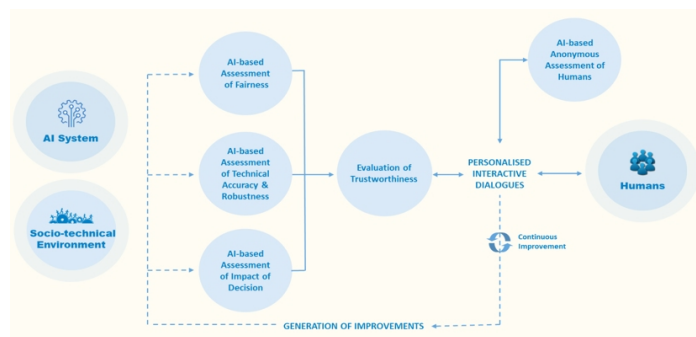 AI System
Socio-technical
Environment
AI-based
Assessment
of Fairness
AI-based
Assessment
of Technical
Accuracy &
Robustness
AI-based
Assessment
of Impact of
Decision
Evaluation of
Trustworthiness
PERSONALISED
INTERACTIVE
DIALOGUES
AI-based
Anonymous
Assessment of
Humans
Humans
Continuous
Improvement
GENERATION OF IMPROVEMENTS